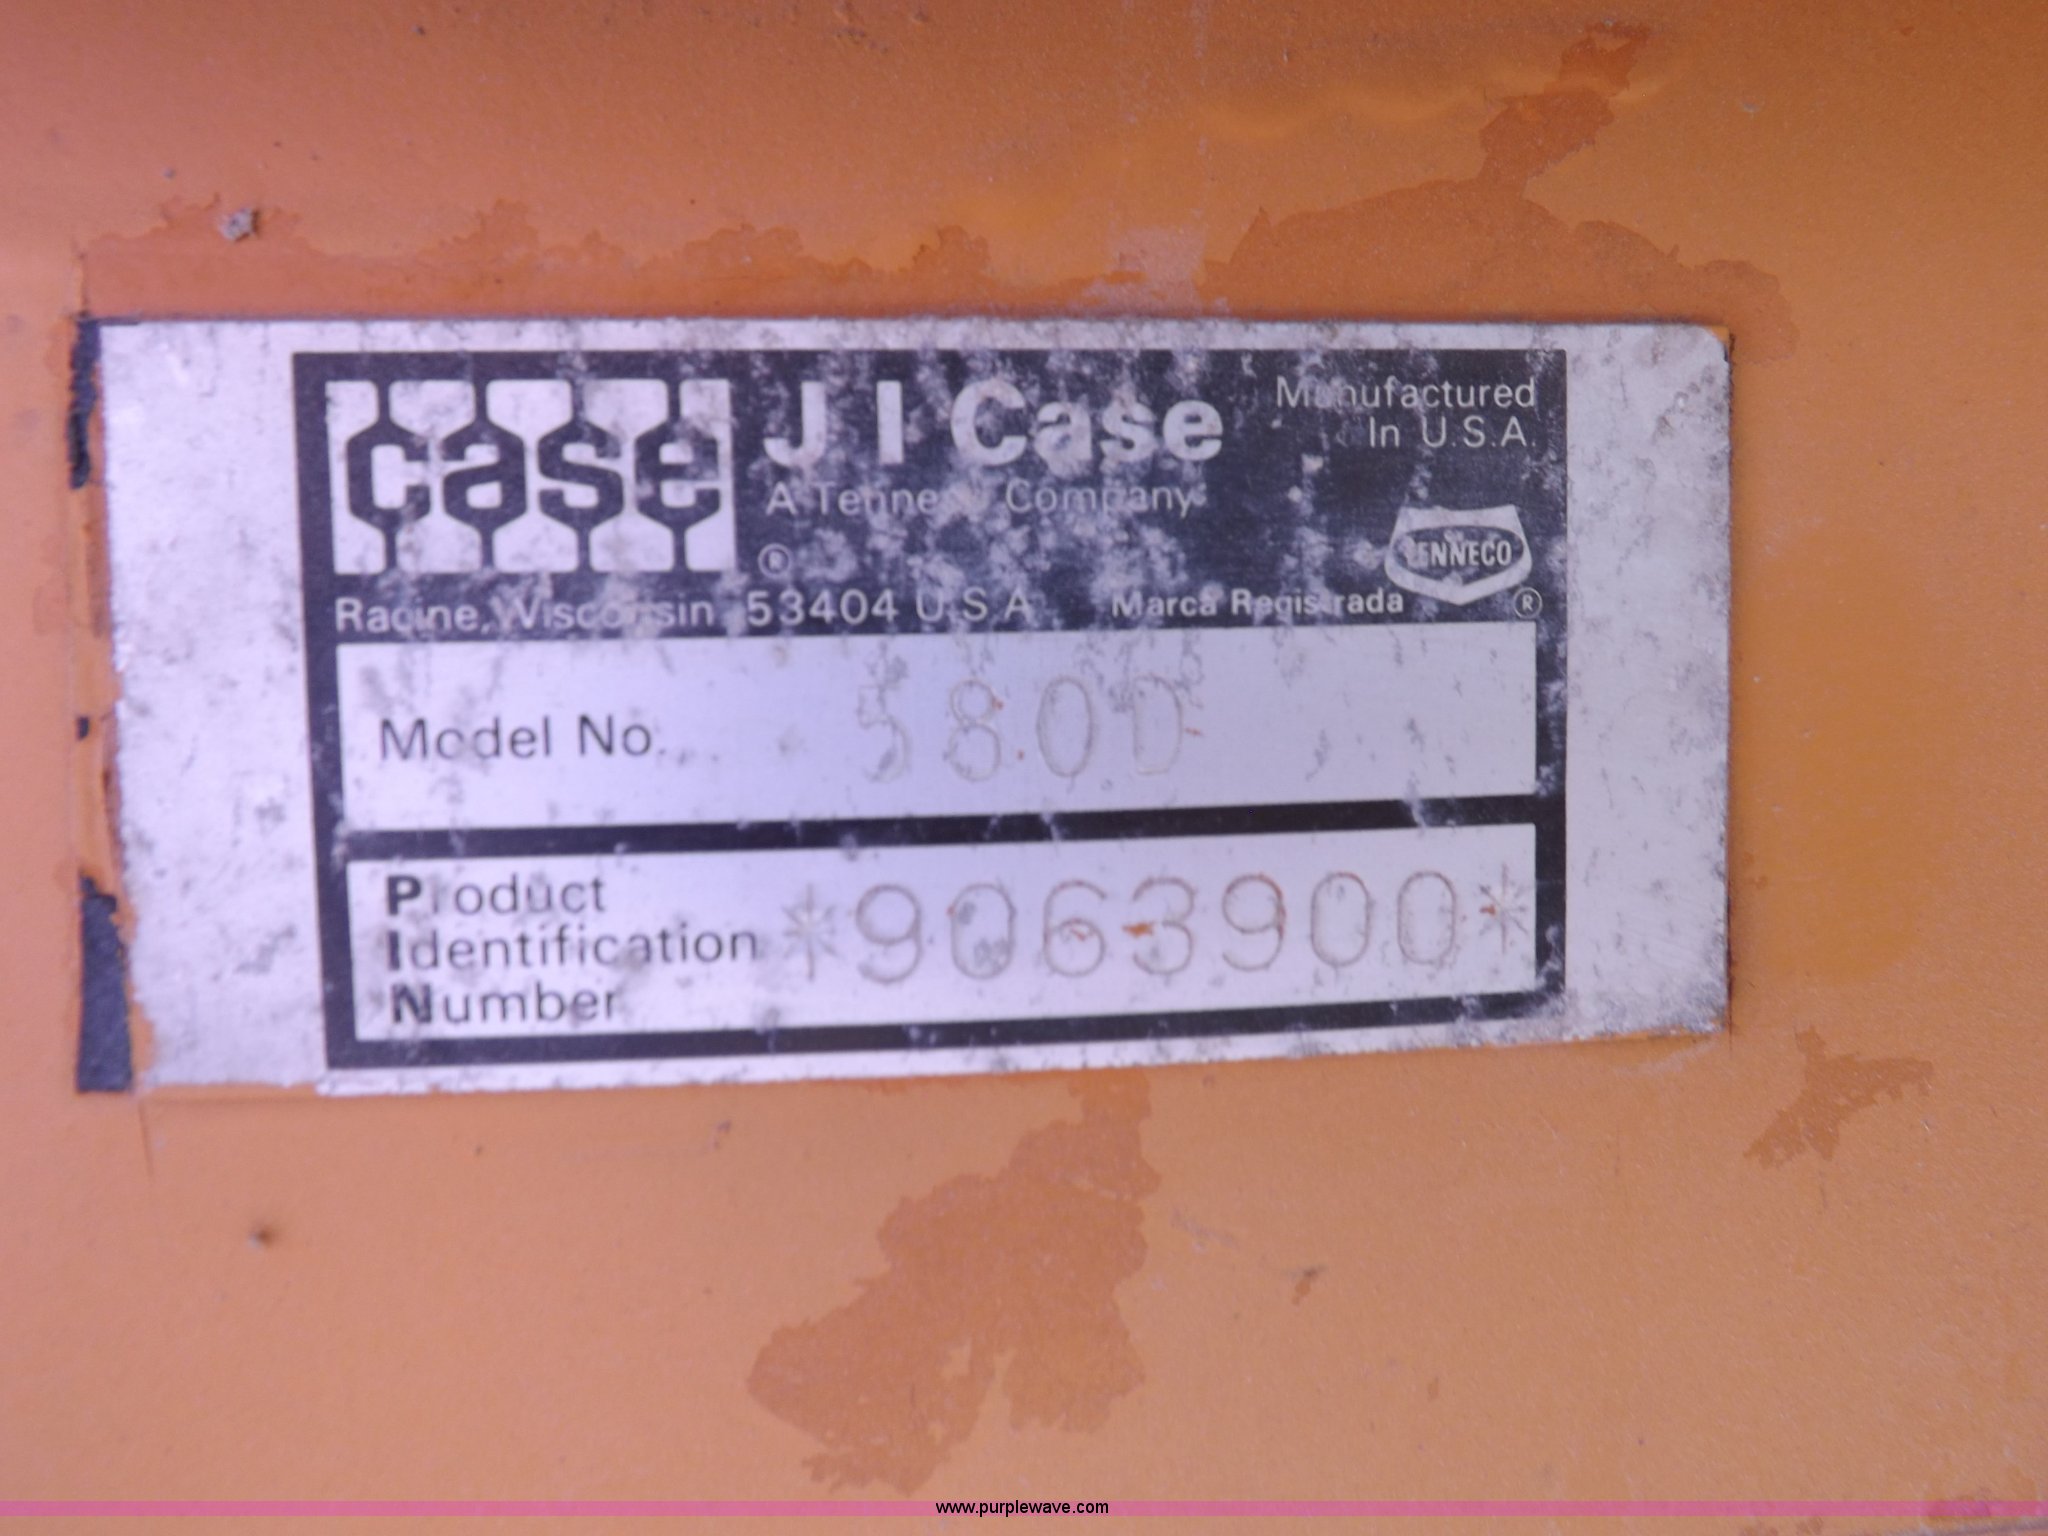 case
J I Case
Manufactured
In U.S.A.
A Tenneco Company
TENNECO
®
Racine, Wisconsin 53404 U.S.A.
Marca Registrada
®
Model No. 580D
Product
Identification
Number
*9063900*
www.purplewave.com